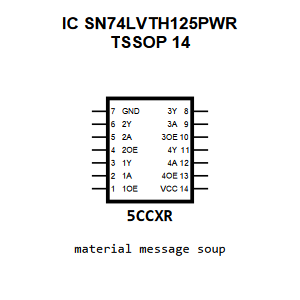 IC SN74LVTH125PWR
TSSOP 14
7 GND 3Y 8
6 2Y 3A 9
5 2A 3OE 10
4 2OE 4Y 11
3 1Y 4A 12
2 1A 4OE 13
1 1OE VCC 14
5CCXR
material message soup